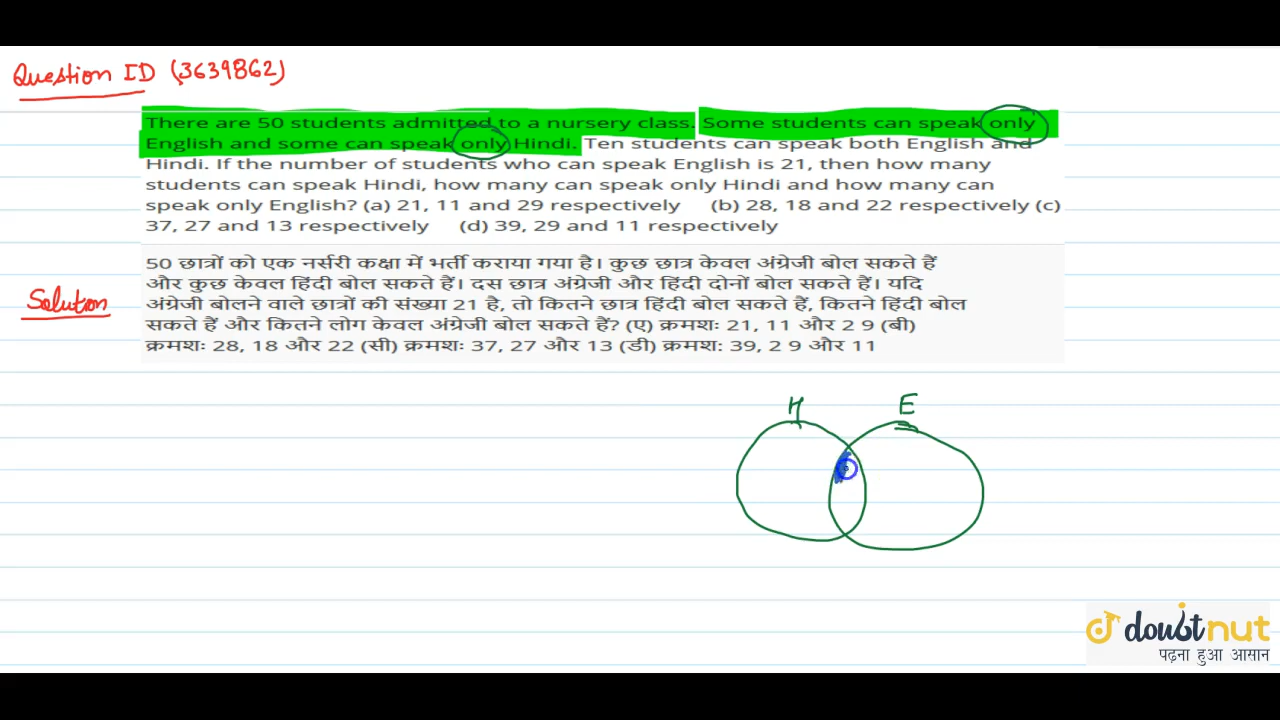 Question ID (3639862)
There are 50 students admitted to a nursery class. Some students can speak only
English and some can speak only Hindi. Ten students can speak both English and
Hindi. If the number of students who can speak English is 21, then how many
students can speak Hindi, how many can speak only Hindi and how many can
speak only English? (a) 21, 11 and 29 respectively (b) 28, 18 and 22 respectively (c)
37, 27 and 13 respectively (d) 39, 29 and 11 respectively
Solution
50 छात्रों को एक नर्सरी कक्षा में भर्ती कराया गया है। कुछ छात्र केवल अंग्रेजी बोल सकते हैं
और कुछ केवल हिंदी बोल सकते हैं। दस छात्र अंग्रेजी और हिंदी दोनों बोल सकते हैं। यदि
अंग्रेजी बोलने वाले छात्रों की संख्या 21 है, तो कितने छात्र हिंदी बोल सकते हैं, कितने हिंदी बोल
सकते हैं और कितने लोग केवल अंग्रेजी बोल सकते हैं? (ए) क्रमशः 21, 11 और 2 9 (बी)
क्रमशः 28, 18 और 22 (सी) क्रमशः 37, 27 और 13 (डी) क्रमश: 39, 2 9 और 11
H E
doubtnut
पढ़ना हुआ आसान